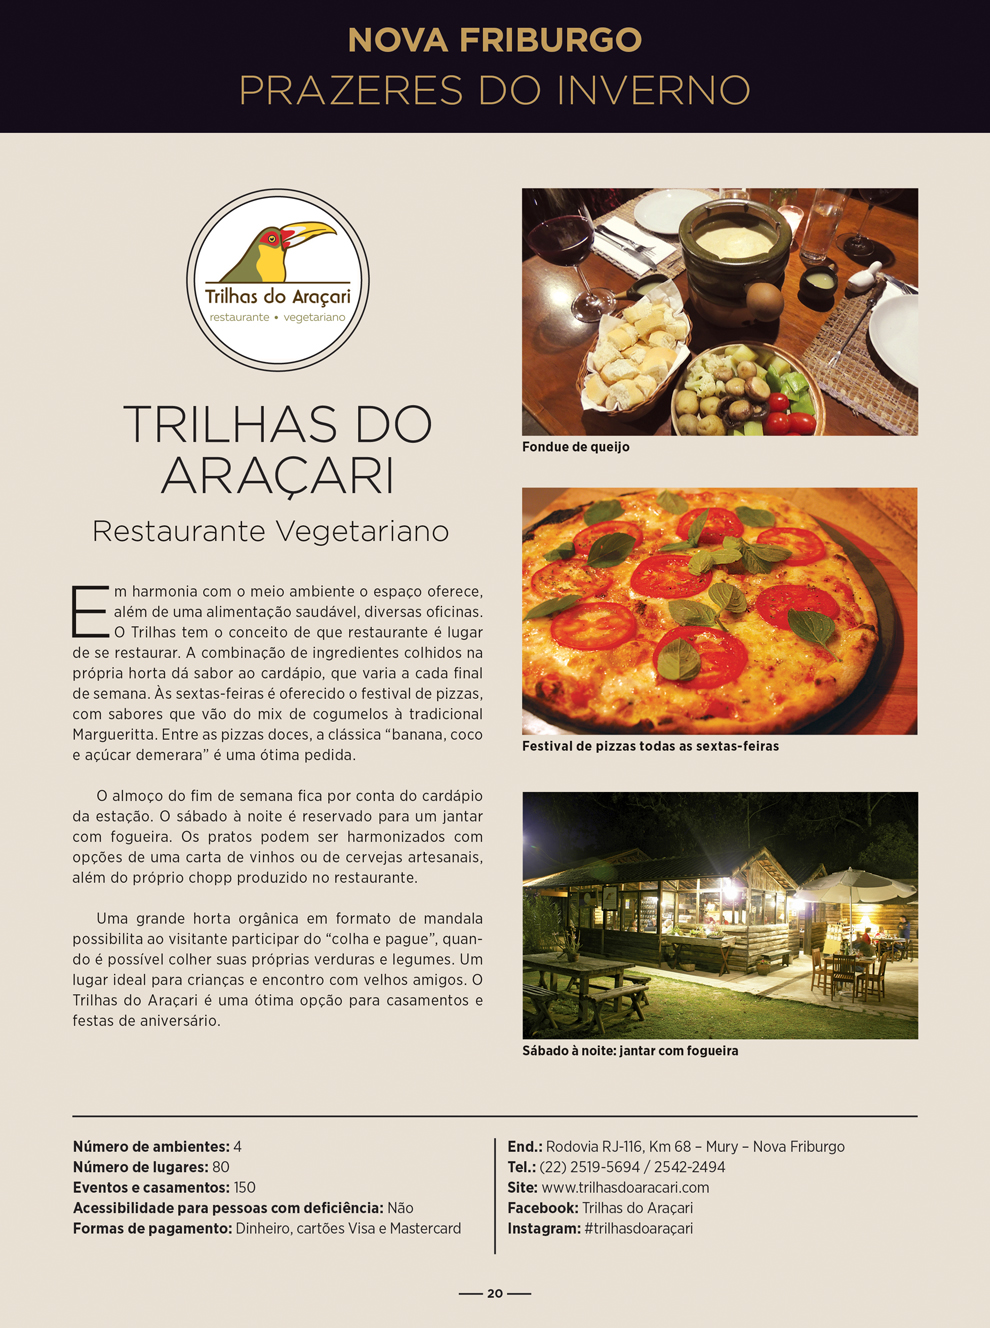 NOVA FRIBURGO
PRAZERES DO INVERNO
Trilhas do Araçari
restaurante • vegetariano
TRILHAS DO
ARAÇARI
Restaurante Vegetariano
Em harmonia com o meio ambiente o espaço oferece,
além de uma alimentação saudável, diversas oficinas.
O Trilhas tem o conceito de que restaurante é lugar
de se restaurar. A combinação de ingredientes colhidos na
própria horta dá sabor ao cardápio, que varia a cada final
de semana. Às sextas-feiras é oferecido o festival de pizzas,
com sabores que vão do mix de cogumelos à tradicional
Margueritta. Entre as pizzas doces, a clássica “banana, coco
e açúcar demerara” é uma ótima pedida.
O almoço do fim de semana fica por conta do cardápio
da estação. O sábado à noite é reservado para um jantar
com fogueira. Os pratos podem ser harmonizados com
opções de uma carta de vinhos ou de cervejas artesanais,
além do próprio chopp produzido no restaurante.
Uma grande horta orgânica em formato de mandala
possibilita ao visitante participar do “colha e pague”, quan-
do é possível colher suas próprias verduras e legumes. Um
lugar ideal para crianças e encontro com velhos amigos. O
Trilhas do Araçari é uma ótima opção para casamentos e
festas de aniversário.
Fondue de queijo
Festival de pizzas todas as sextas-feiras
Sábado à noite: jantar com fogueira
Número de ambientes: 4
Número de lugares: 80
Eventos e casamentos: 150
Acessibilidade para pessoas com deficiência: Não
Formas de pagamento: Dinheiro, cartões Visa e Mastercard
End.: Rodovia RJ-116, Km 68 – Mury – Nova Friburgo
Tel.: (22) 2519-5694 / 2542-2494
Site: www.trilhasdoaracari.com
Facebook: Trilhas do Araçari
Instagram: #trilhasdoaraçari
20